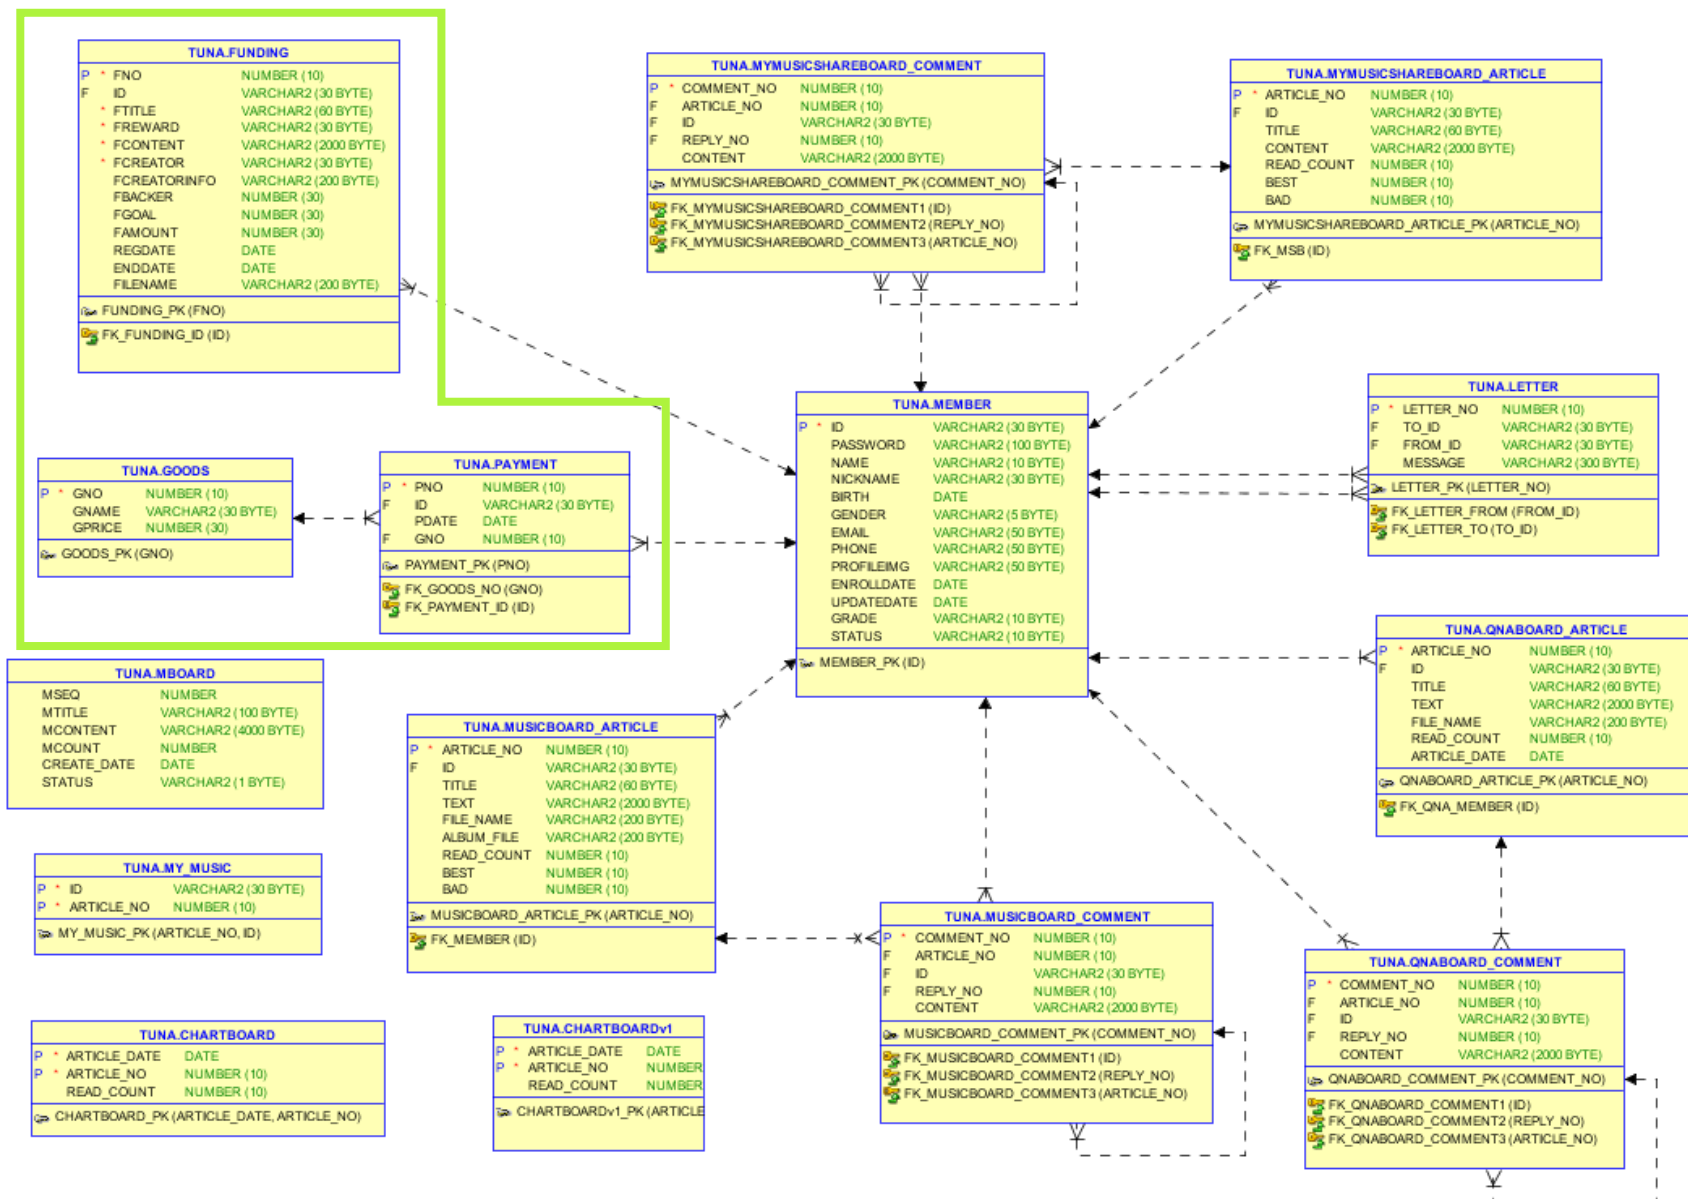 TUNA.FUNDING
P * FNO NUMBER (10)
F ID VARCHAR2 (30 BYTE)
* FTITLE VARCHAR2 (60 BYTE)
* FREWARD VARCHAR2 (30 BYTE)
* FCONTENT VARCHAR2 (2000 BYTE)
* FCREATOR VARCHAR2 (30 BYTE)
FCREATORINFO VARCHAR2 (200 BYTE)
FBACKER NUMBER (30)
FGOAL NUMBER (30)
FAMOUNT NUMBER (30)
REGDATE DATE
ENDDATE DATE
FILENAME VARCHAR2 (200 BYTE)
FUNDING_PK (FNO)
FK_FUNDING_ID (ID)
TUNA.MYMUSICSHAREBOARD_COMMENT
P * COMMENT_NO NUMBER (10)
F ARTICLE_NO NUMBER (10)
F ID VARCHAR2 (30 BYTE)
F REPLY_NO NUMBER (10)
CONTENT VARCHAR2 (2000 BYTE)
MYMUSICSHAREBOARD_COMMENT_PK (COMMENT_NO)
FK_MYMUSICSHAREBOARD_COMMENT1 (ID)
FK_MYMUSICSHAREBOARD_COMMENT2 (REPLY_NO)
FK_MYMUSICSHAREBOARD_COMMENT3 (ARTICLE_NO)
TUNA.MYMUSICSHAREBOARD_ARTICLE
P * ARTICLE_NO NUMBER (10)
F ID VARCHAR2 (30 BYTE)
TITLE VARCHAR2 (60 BYTE)
CONTENT VARCHAR2 (2000 BYTE)
READ_COUNT NUMBER (10)
BEST NUMBER (10)
BAD NUMBER (10)
MYMUSICSHAREBOARD_ARTICLE_PK (ARTICLE_NO)
FK_MSB (ID)
TUNA.GOODS
P * GNO NUMBER (10)
GNAME VARCHAR2 (30 BYTE)
GPRICE NUMBER (30)
GOODS_PK (GNO)
TUNA.PAYMENT
P * PNO NUMBER (10)
F ID VARCHAR2 (30 BYTE)
PDATE DATE
F GNO NUMBER (10)
PAYMENT_PK (PNO)
FK_GOODS_NO (GNO)
FK_PAYMENT_ID (ID)
TUNA.MEMBER
P * ID VARCHAR2 (30 BYTE)
PASSWORD VARCHAR2 (100 BYTE)
NAME VARCHAR2 (10 BYTE)
NICKNAME VARCHAR2 (30 BYTE)
BIRTH DATE
GENDER VARCHAR2 (5 BYTE)
EMAIL VARCHAR2 (50 BYTE)
PHONE VARCHAR2 (50 BYTE)
PROFILEIMG VARCHAR2 (50 BYTE)
ENROLLDATE DATE
UPDATEDATE DATE
GRADE VARCHAR2 (10 BYTE)
STATUS VARCHAR2 (10 BYTE)
MEMBER_PK (ID)
TUNA.LETTER
P * LETTER_NO NUMBER (10)
F TO_ID VARCHAR2 (30 BYTE)
F FROM_ID VARCHAR2 (30 BYTE)
MESSAGE VARCHAR2 (300 BYTE)
LETTER_PK (LETTER_NO)
FK_LETTER_FROM (FROM_ID)
FK_LETTER_TO (TO_ID)
TUNA.MBOARD
MSEQ NUMBER
MTITLE VARCHAR2 (100 BYTE)
MCONTENT VARCHAR2 (4000 BYTE)
MCOUNT NUMBER
CREATE_DATE DATE
STATUS VARCHAR2 (1 BYTE)
TUNA.MUSICBOARD_ARTICLE
P * ARTICLE_NO NUMBER (10)
F ID VARCHAR2 (30 BYTE)
TITLE VARCHAR2 (60 BYTE)
TEXT VARCHAR2 (2000 BYTE)
FILE_NAME VARCHAR2 (200 BYTE)
ALBUM_FILE VARCHAR2 (200 BYTE)
READ_COUNT NUMBER (10)
BEST NUMBER (10)
BAD NUMBER (10)
MUSICBOARD_ARTICLE_PK (ARTICLE_NO)
FK_MEMBER (ID)
TUNA.QNABOARD_ARTICLE
P * ARTICLE_NO NUMBER (10)
F ID VARCHAR2 (30 BYTE)
TITLE VARCHAR2 (60 BYTE)
TEXT VARCHAR2 (2000 BYTE)
FILE_NAME VARCHAR2 (200 BYTE)
READ_COUNT NUMBER (10)
ARTICLE_DATE DATE
QNABOARD_ARTICLE_PK (ARTICLE_NO)
FK_QNA_MEMBER (ID)
TUNA.MY_MUSIC
P * ID VARCHAR2 (30 BYTE)
P * ARTICLE_NO NUMBER (10)
MY_MUSIC_PK (ARTICLE_NO, ID)
TUNA.MUSICBOARD_COMMENT
P * COMMENT_NO NUMBER (10)
F ARTICLE_NO NUMBER (10)
F ID VARCHAR2 (30 BYTE)
F REPLY_NO NUMBER (10)
CONTENT VARCHAR2 (2000 BYTE)
MUSICBOARD_COMMENT_PK (COMMENT_NO)
FK_MUSICBOARD_COMMENT1 (ID)
FK_MUSICBOARD_COMMENT2 (REPLY_NO)
FK_MUSICBOARD_COMMENT3 (ARTICLE_NO)
TUNA.QNABOARD_COMMENT
P * COMMENT_NO NUMBER (10)
F ARTICLE_NO NUMBER (10)
F ID VARCHAR2 (30 BYTE)
F REPLY_NO NUMBER (10)
CONTENT VARCHAR2 (2000 BYTE)
QNABOARD_COMMENT_PK (COMMENT_NO)
FK_QNABOARD_COMMENT1 (ID)
FK_QNABOARD_COMMENT2 (REPLY_NO)
FK_QNABOARD_COMMENT3 (ARTICLE_NO)
TUNA.CHARTBOARD
P * ARTICLE_DATE DATE
P * ARTICLE_NO NUMBER (10)
READ_COUNT NUMBER (10)
CHARTBOARD_PK (ARTICLE_DATE, ARTICLE_NO)
TUNA.CHARTBOARDv1
P * ARTICLE_DATE DATE
P * ARTICLE_NO NUMBER
READ_COUNT NUMBER
CHARTBOARDv1_PK (ARTICLE